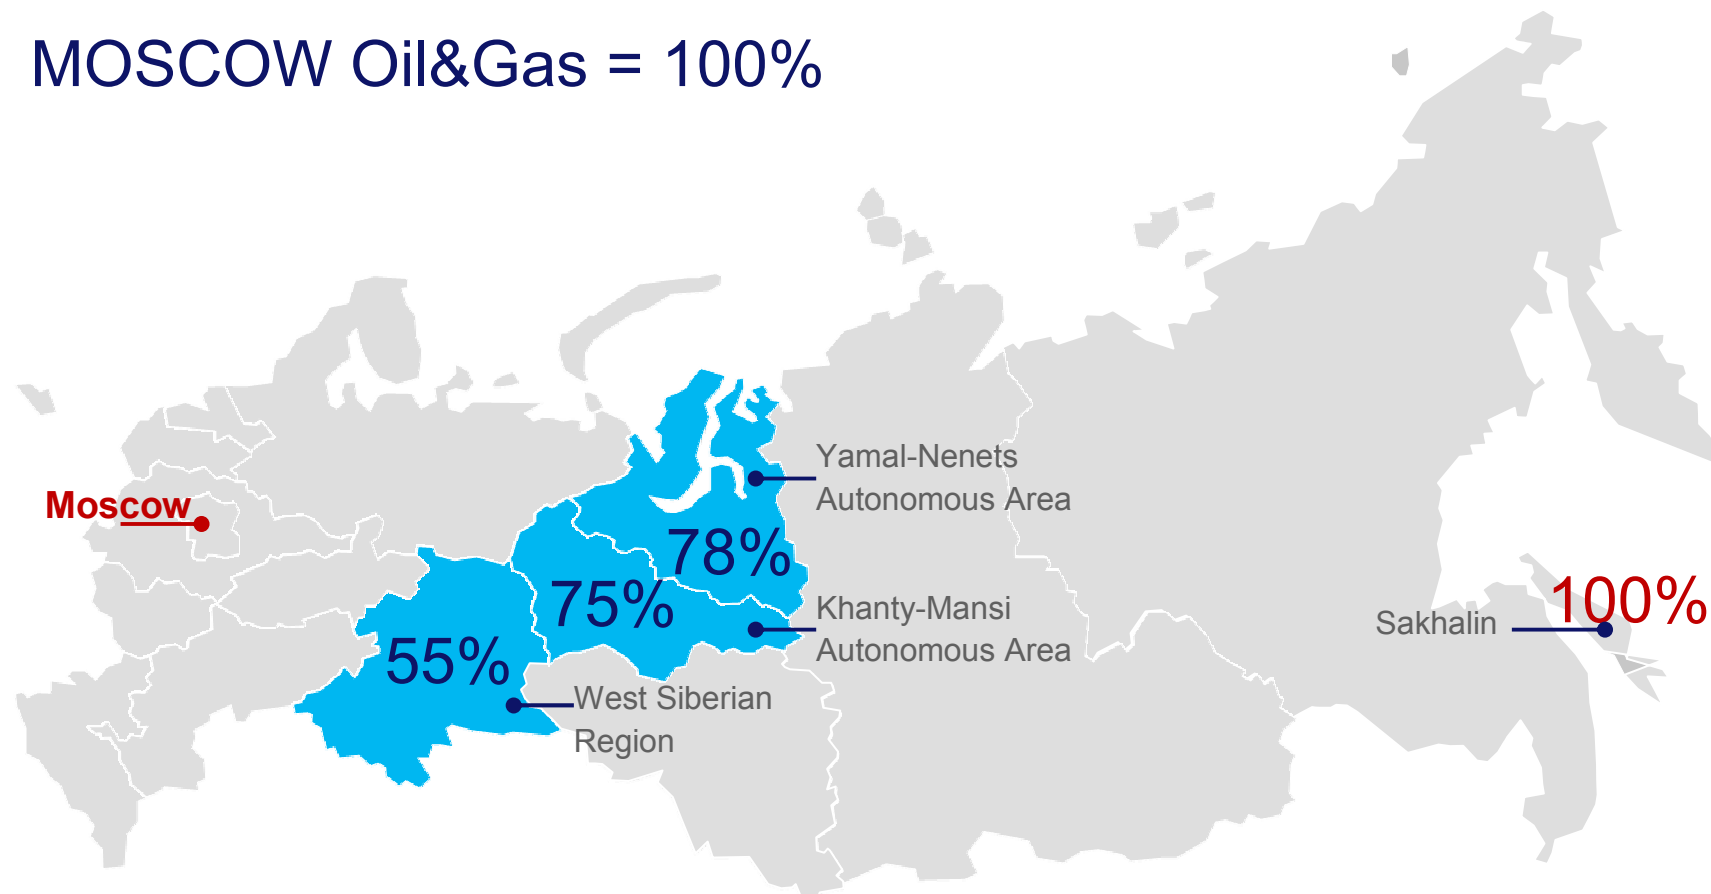 MOSCOW Oil&Gas = 100%
Yamal-Nenets
Autonomous Area
Moscow
78%
75%
100%
Khanty-Mansi
Autonomous Area
Sakhalin
55%
West Siberian
Region